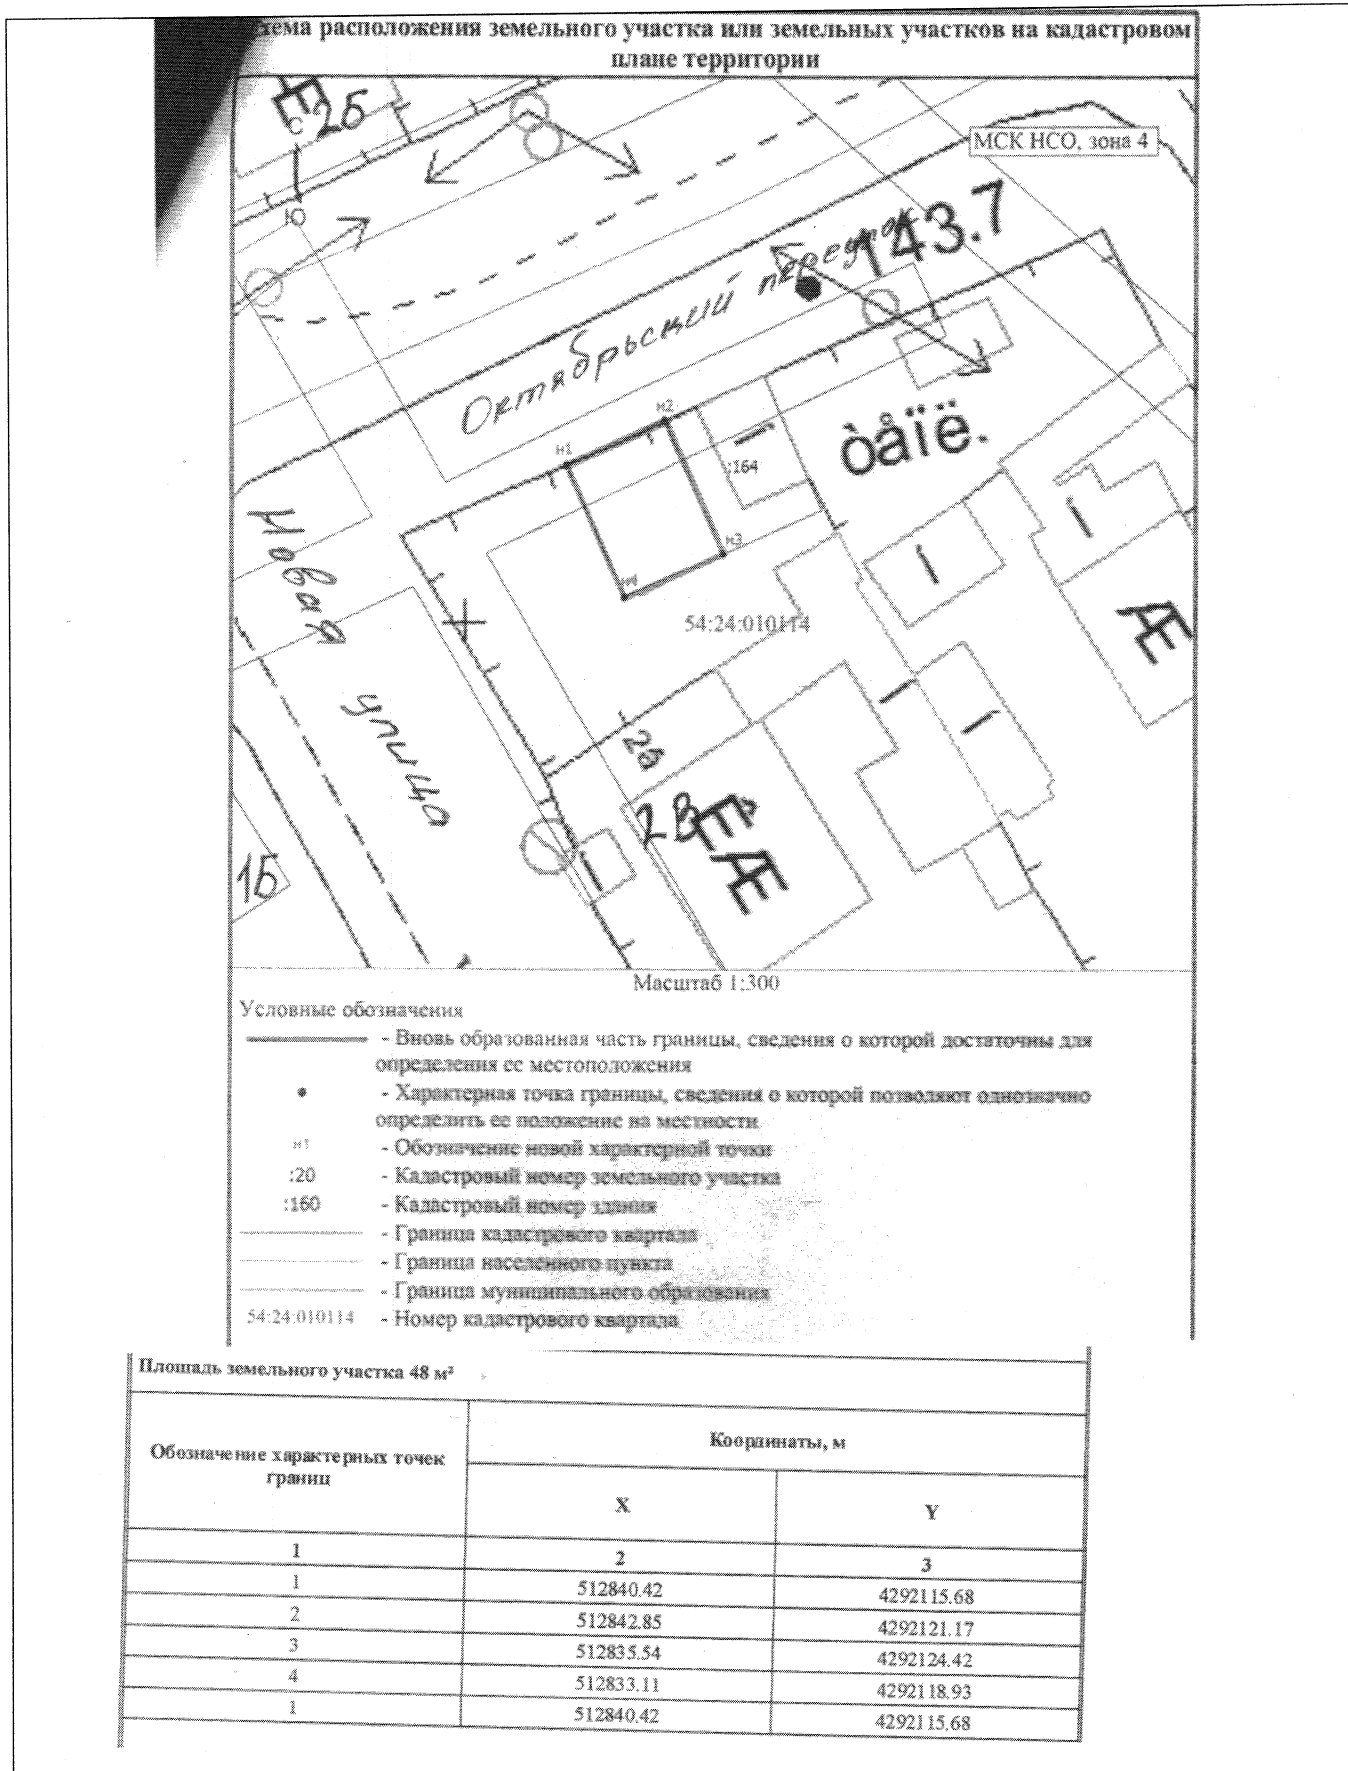 тема расположения земельного участка или земельных участков на кадастровом
плане территории
2Б
МСК НСО, зона 4
С
Ю
143.7
Октябрьский переулок
н2
н1
:164
òåïë.
н3
н4
54:24:010114
Новая улица
Æ
2а
2В
Æ
1Б
Масштаб 1:300
Условные обозначения
- Вновь образованная часть границы, сведения о которой достаточны для
определения ее местоположения
- Характерная точка границы, сведения о которой позволяют однозначно
определить ее положение на местности
н1 - Обозначение новой характерной точки
:20 - Кадастровый номер земельного участка
:160 - Кадастровый номер здания
- Граница кадастрового квартала
- Граница населенного пункта
- Граница муниципального образования
54:24:010114 - Номер кадастрового квартала
Площадь земельного участка 48 м²
Обозначение характерных точек
границ
Координаты, м
X Y
1 2 3
1 512840.42 4292115.68
2 512842.85 4292121.17
3 512835.54 4292124.42
4 512833.11 4292118.93
1 512840.42 4292115.68